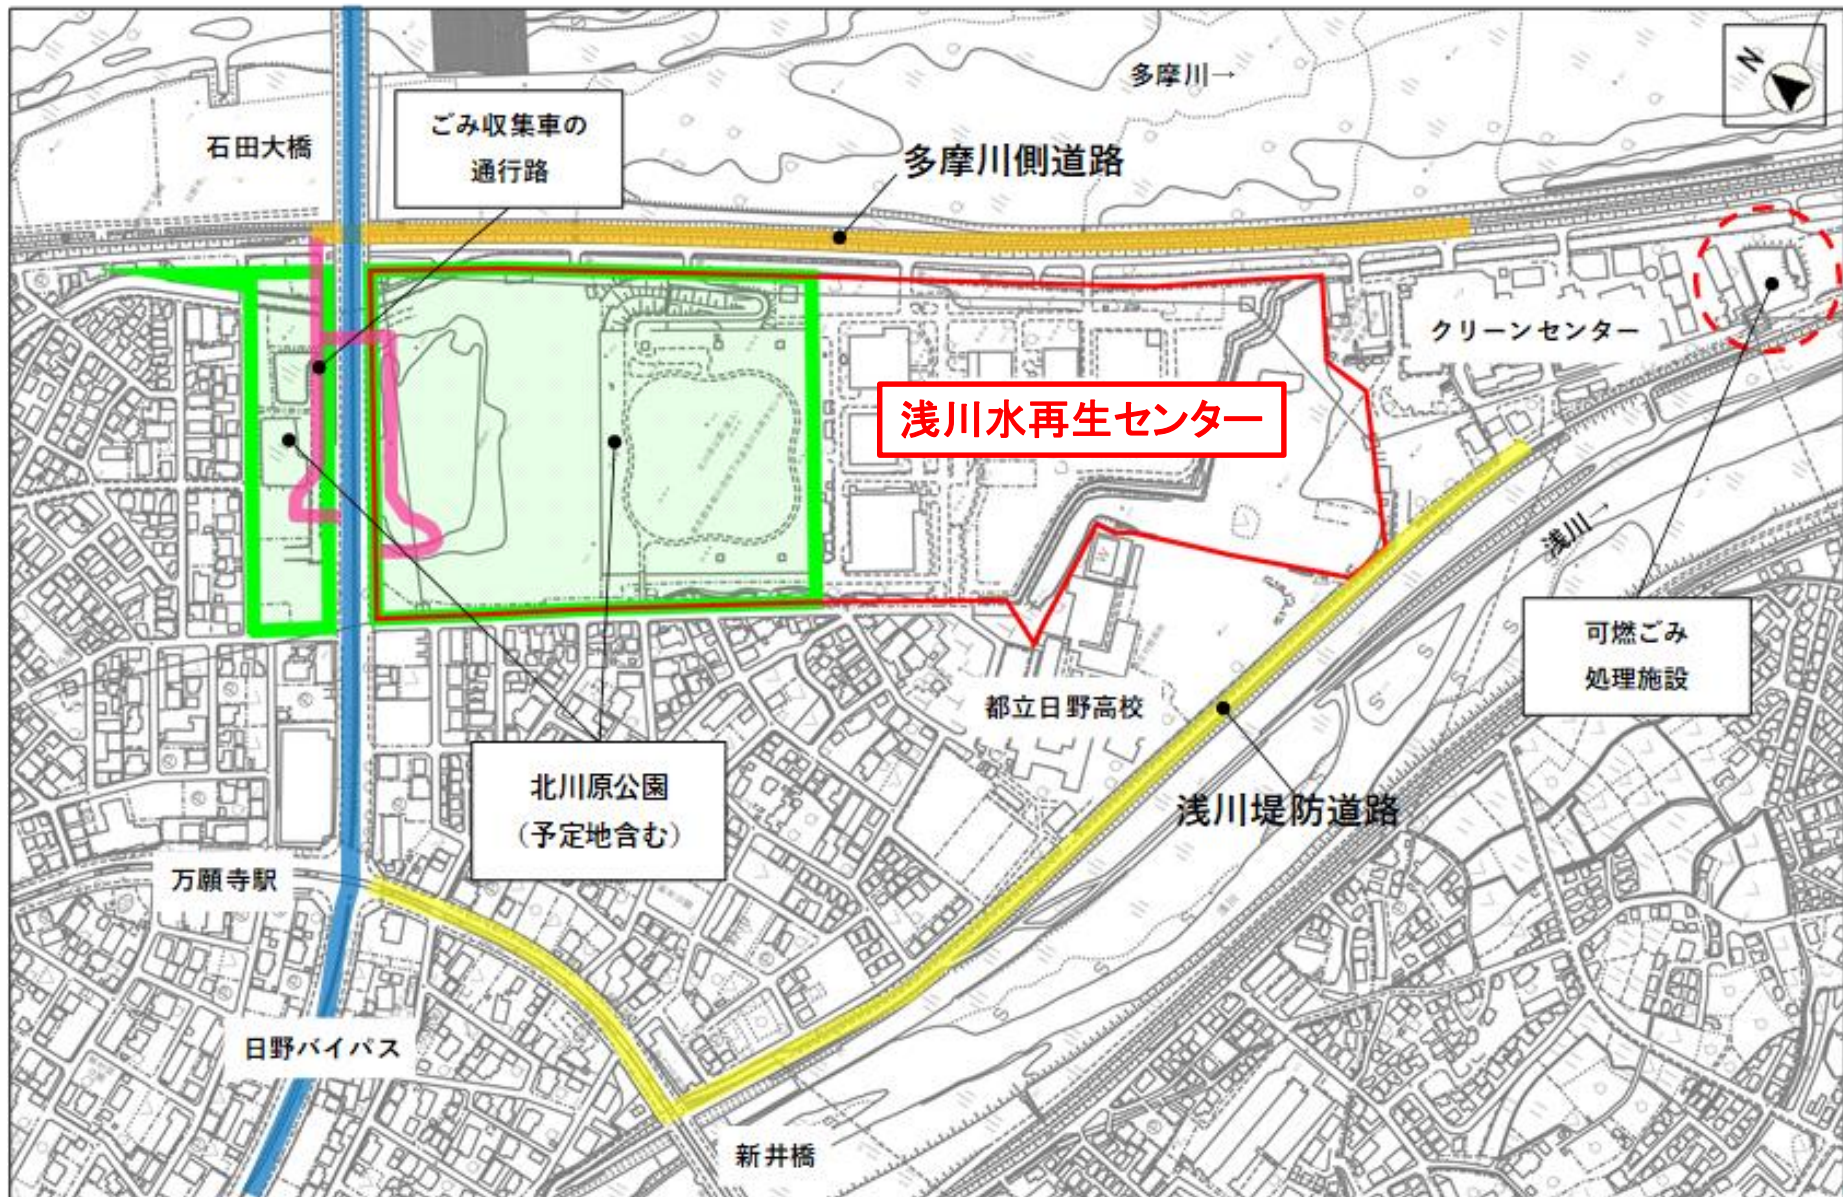 多摩川→
N
ごみ収集車の
通行路
石田大橋
多摩川側道路
クリーンセンター
浅川水再生センター
浅川→
可燃ごみ
処理施設
都立日野高校
北川原公園
（予定地含む）
浅川堤防道路
万願寺駅
日野バイパス
新井橋